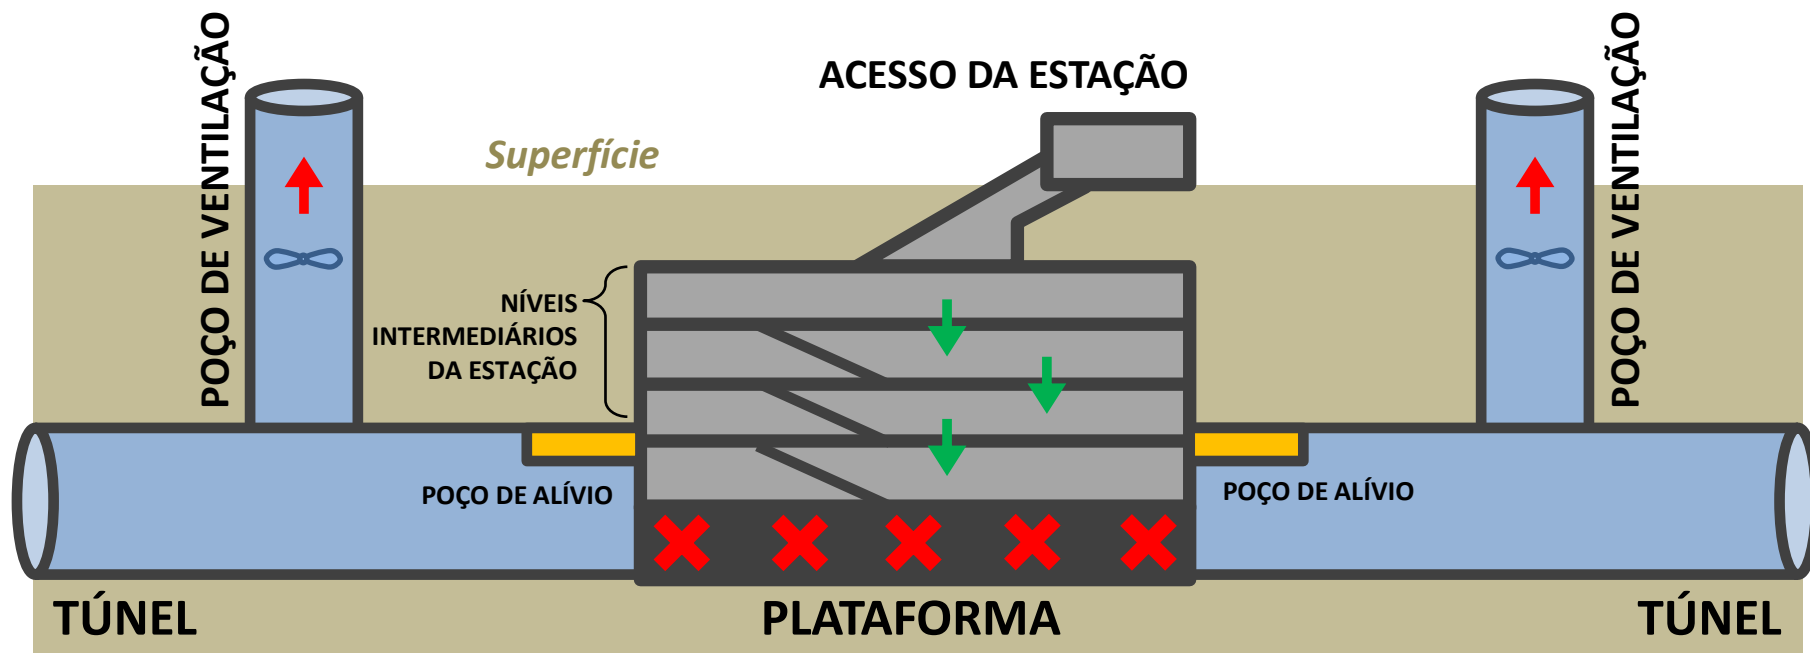 POÇO DE VENTILAÇÃO
ACESSO DA ESTAÇÃO
POÇO DE VENTILAÇÃO
Superfície
NÍVEIS
INTERMEDIÁRIOS
DA ESTAÇÃO
POÇO DE ALÍVIO
POÇO DE ALÍVIO
TÚNEL
PLATAFORMA
TÚNEL